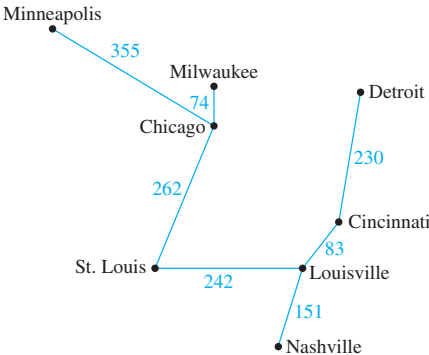 Minneapolis
355
Milwaukee
74
Detroit
Chicago
230
262
Cincinnati
83
St. Louis
242
Louisville
151
Nashville